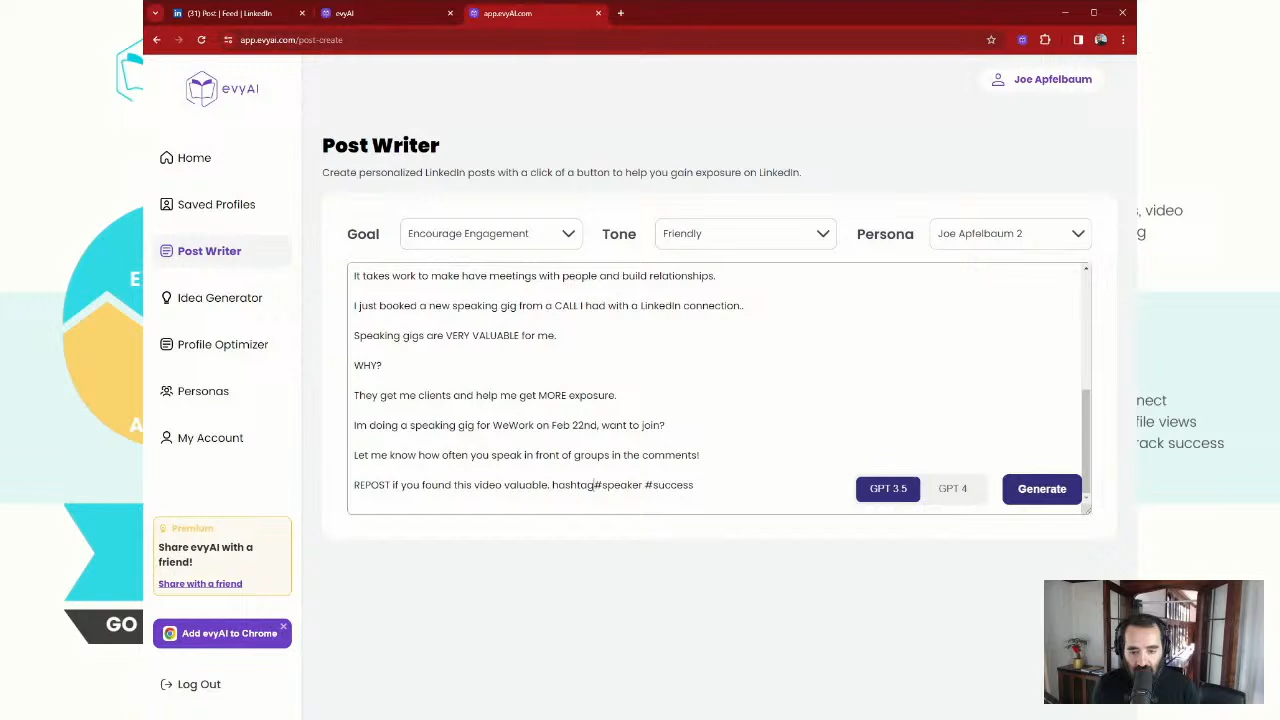 (31) Post | Feed | LinkedIn
evyAI
app.evyAI.com
app.evyai.com/post-create
evyAI
Joe Apfelbaum
Home
Saved Profiles
Post Writer
Idea Generator
Profile Optimizer
Personas
My Account
Premium
Share evyAI with a
friend!
Share with a friend
Add evyAI to Chrome
Log Out
Post Writer
Create personalized LinkedIn posts with a click of a button to help you gain exposure on LinkedIn.
Goal Encourage Engagement Tone Friendly Persona Joe Apfelbaum 2
It takes work to make have meetings with people and build relationships.
I just booked a new speaking gig from a CALL I had with a LinkedIn connection..
Speaking gigs are VERY VALUABLE for me.
WHY?
They get me clients and help me get MORE exposure.
Im doing a speaking gig for WeWork on Feb 22nd, want to join?
Let me know how often you speak in front of groups in the comments!
REPOST if you found this video valuable. hashtag#speaker #success
GPT 3.5 GPT 4 Generate
E
A
GO
s, video
g
nnect
file views
rack success